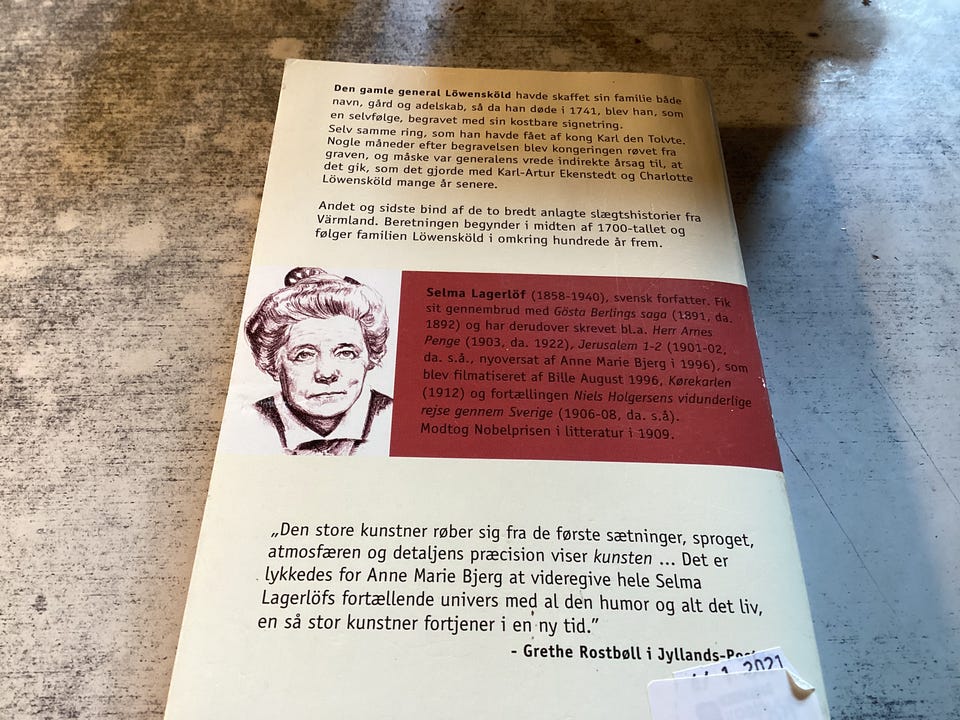 Den gamle general Löwensköld havde skaffet sin familie både
navn, gård og adelskab, så da han døde i 1741, blev han, som
en selvfølge, begravet med sin kostbare signetring.
Selv samme ring, som han havde fået af kong Karl den Tolvte.
Nogle måneder efter begravelsen blev kongeringen røvet fra
graven, og måske var generalens vrede indirekte årsag til, at
det gik, som det gjorde med Karl-Artur Ekenstedt og Charlotte
Löwensköld mange år senere.
Andet og sidste bind af de to bredt anlagte slægtshistorier fra
Värmland. Beretningen begynder i midten af 1700-tallet og
følger familien Löwensköld i omkring hundrede år frem.
Selma Lagerlöf (1858-1940), svensk forfatter. Fik
sit gennembrud med Gösta Berlings saga (1891, da.
1892) og har derudover skrevet bl.a. Herr Arnes
Penge (1903, da. 1922), Jerusalem 1-2 (1901-02,
da. s.å., nyoversat af Anne Marie Bjerg i 1996), som
blev filmatiseret af Bille August 1996, Kørekarlen
(1912) og fortællingen Niels Holgersens vidunderlige
rejse gennem Sverige (1906-08, da. s.å).
Modtog Nobelprisen i litteratur i 1909.
„Den store kunstner røber sig fra de første sætninger, sproget,
atmosfæren og detaljens præcision viser kunsten ... Det er
lykkedes for Anne Marie Bjerg at videregive hele Selma
Lagerlöfs fortællende univers med al den humor og alt det liv,
en så stor kunstner fortjener i en ny tid.”
- Grethe Rostbøll i Jyllands-
2021